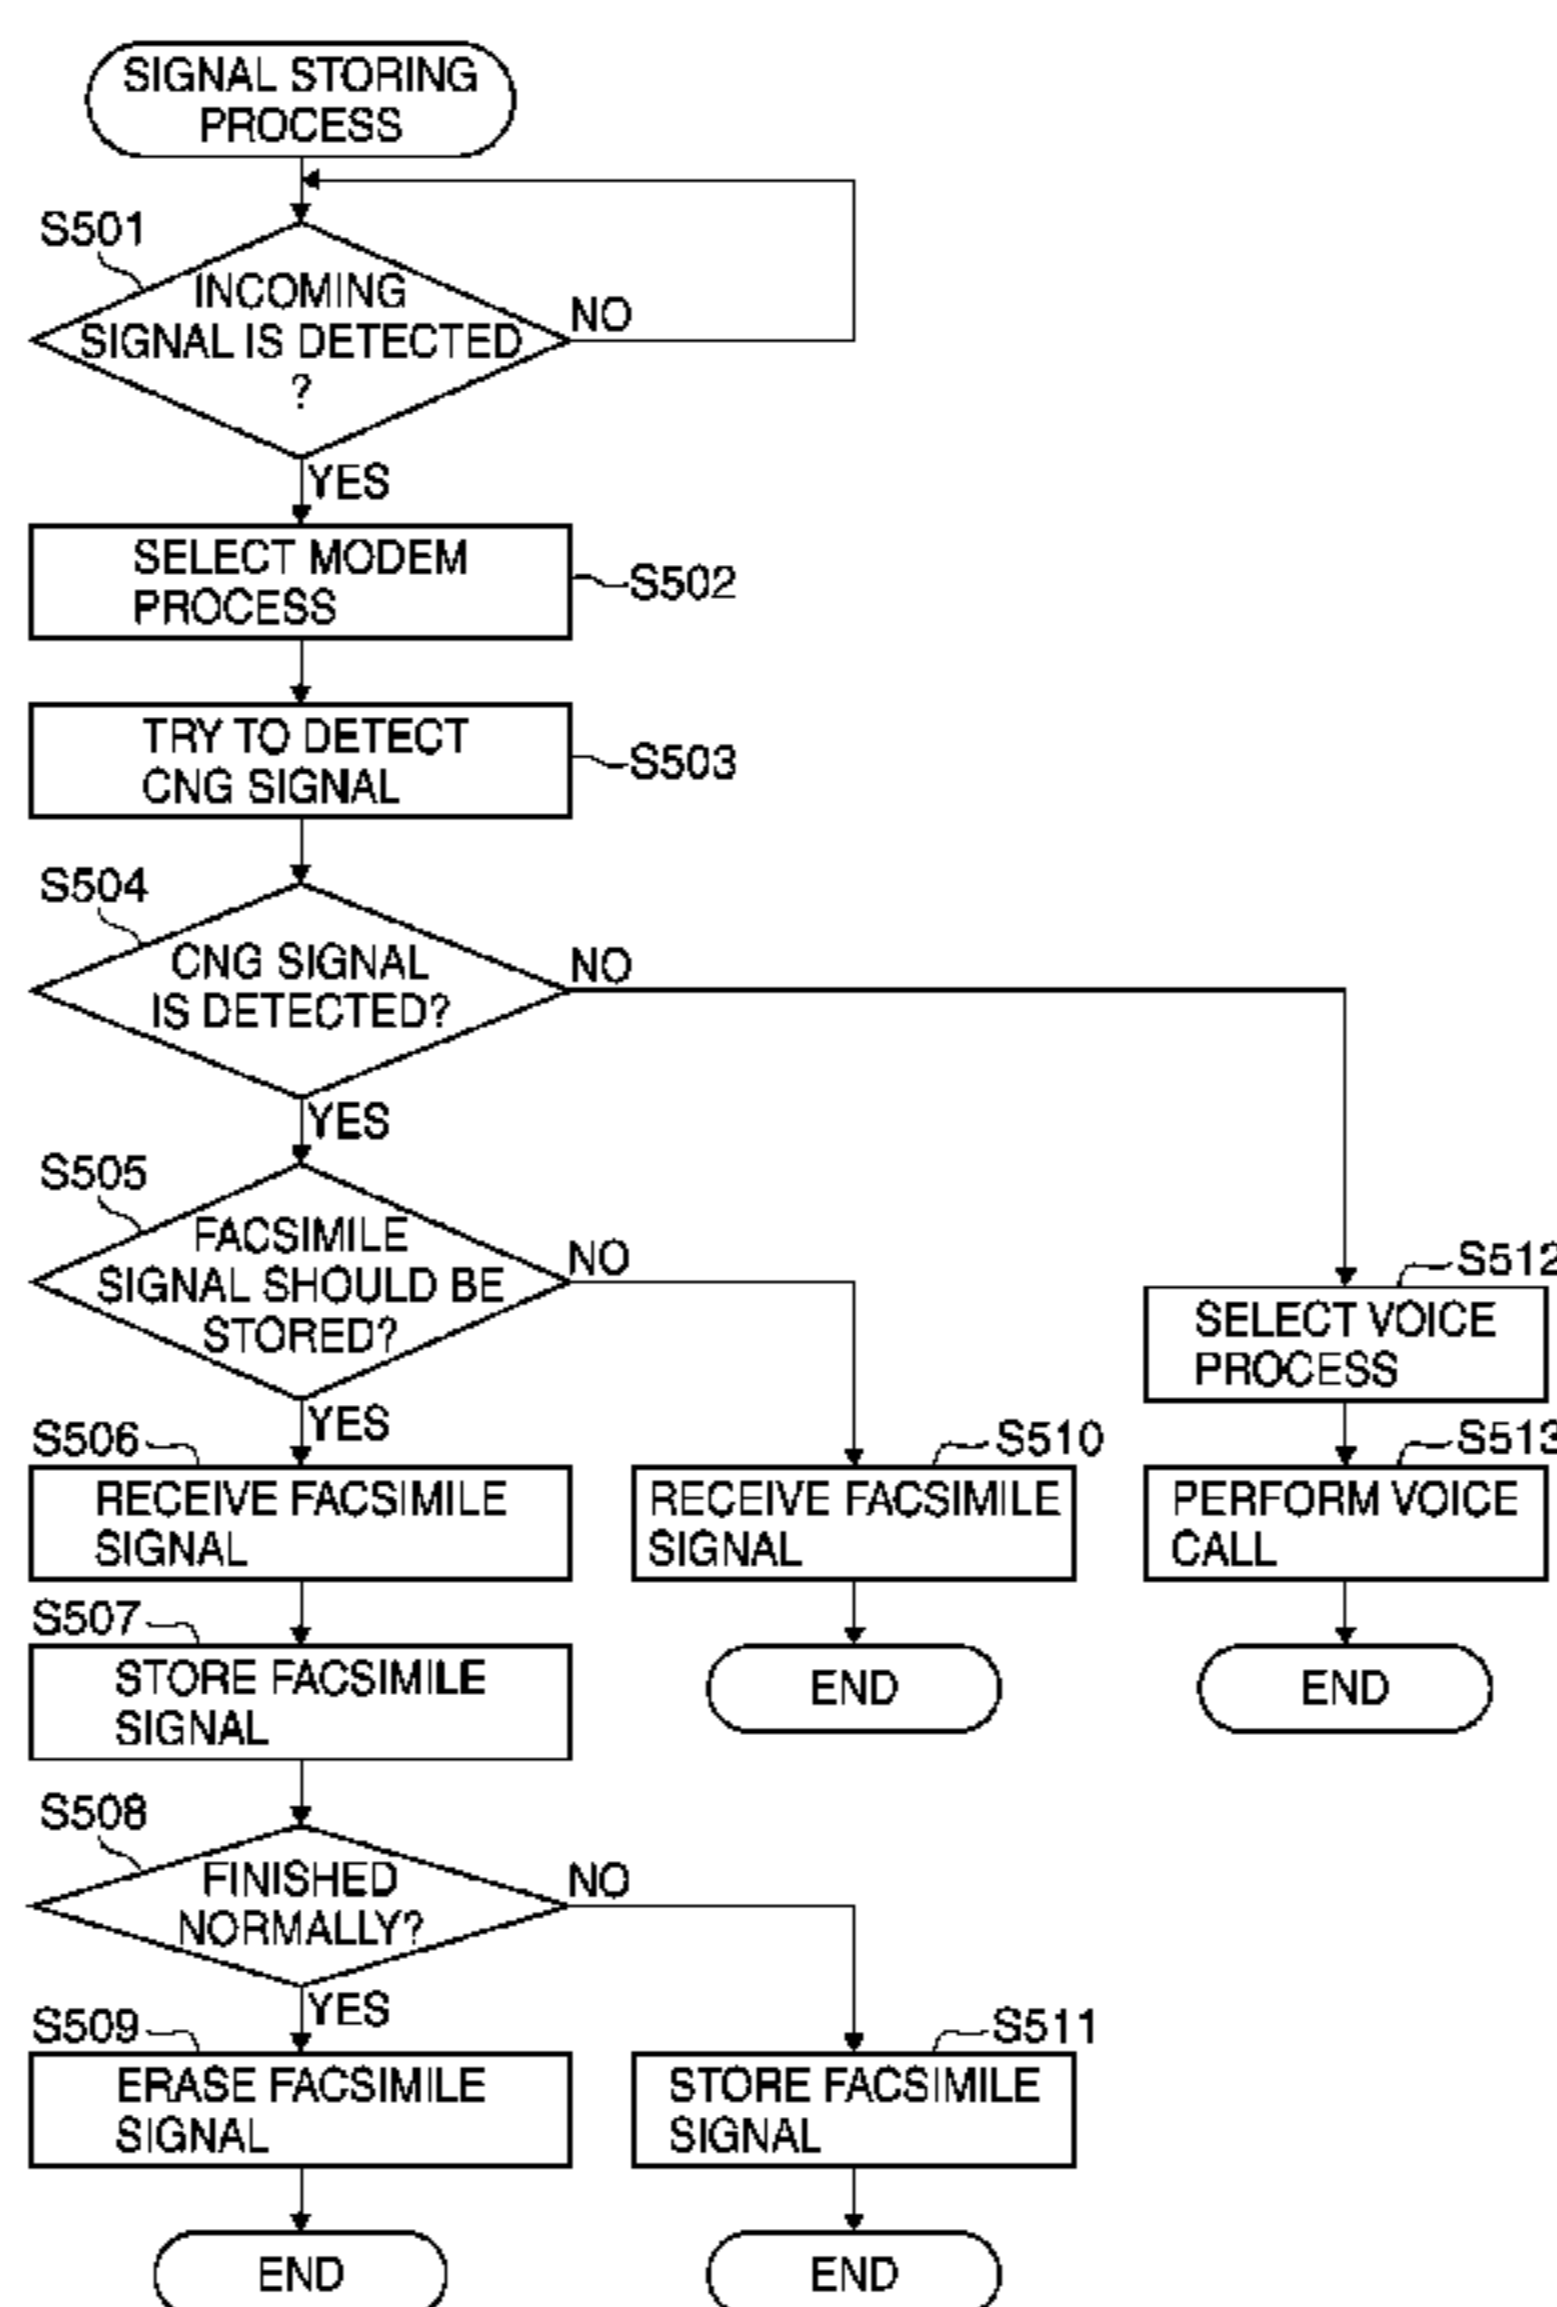 SIGNAL STORING
PROCESS
S501
INCOMING
SIGNAL IS DETECTED
?
NO
YES
SELECT MODEM
PROCESS
S502
TRY TO DETECT
CNG SIGNAL
S503
S504
CNG SIGNAL
IS DETECTED?
NO
YES
S505
FACSIMILE
SIGNAL SHOULD BE
STORED?
NO
YES
S512
SELECT VOICE
PROCESS
S506
RECEIVE FACSIMILE
SIGNAL
S510
RECEIVE FACSIMILE
SIGNAL
S513
PERFORM VOICE
CALL
S507
STORE FACSIMILE
SIGNAL
END
END
S508
FINISHED
NORMALLY?
NO
YES
S509
ERASE FACSIMILE
SIGNAL
S511
STORE FACSIMILE
SIGNAL
END
END